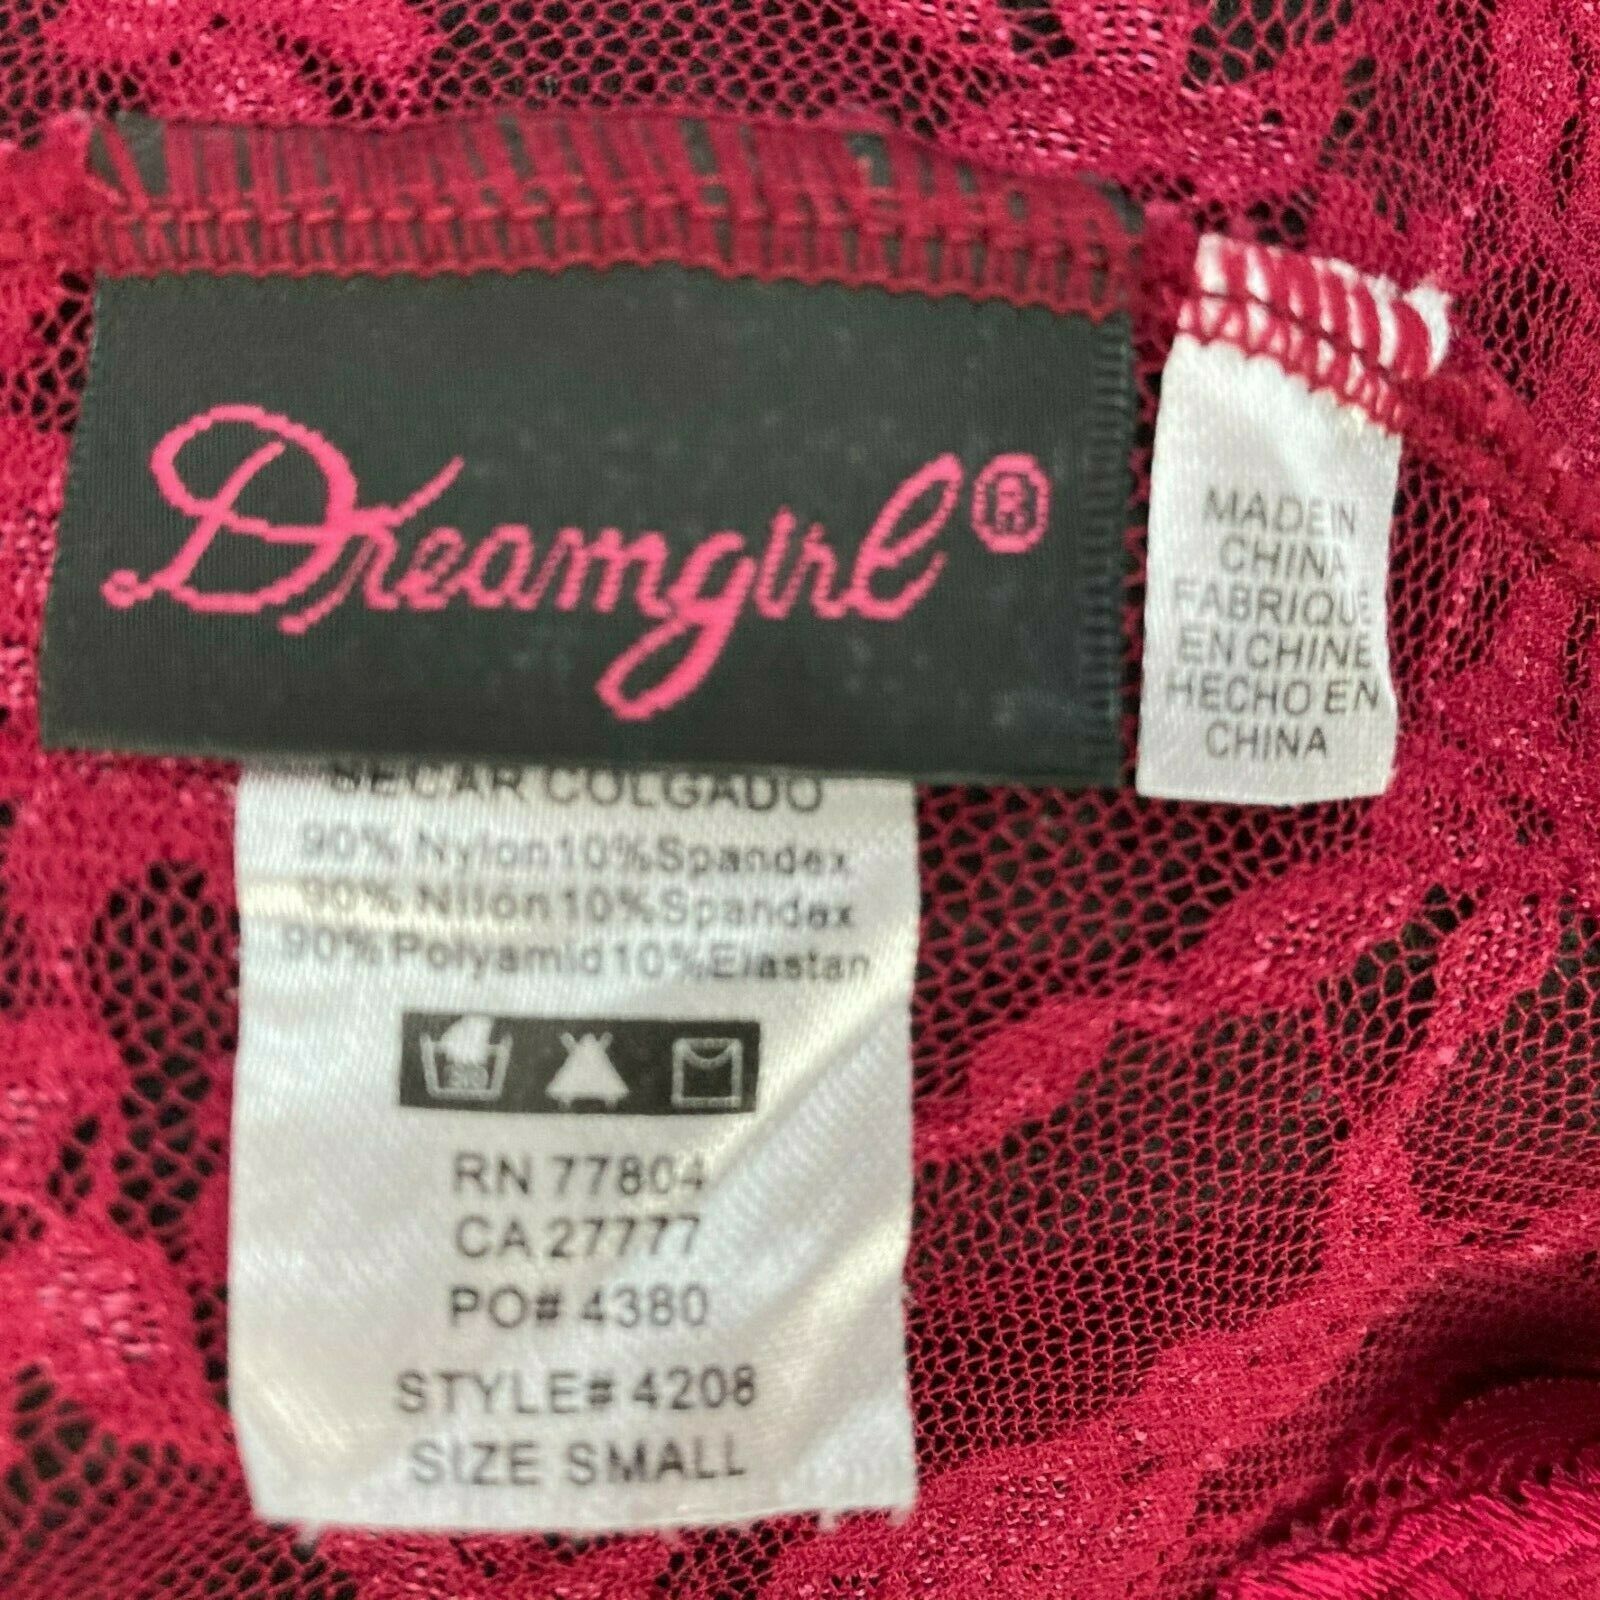 Dreamgirl®
MADE IN
CHINA
FABRIQUE
EN CHINE
HECHO EN
CHINA
SECAR COLGADO
90% Nylon10%Spandex
90% Nilon10%Spandex
90%Polyamid10%Elastan
RN 77804
CA 27777
PO# 4380
STYLE# 4208
SIZE SMALL